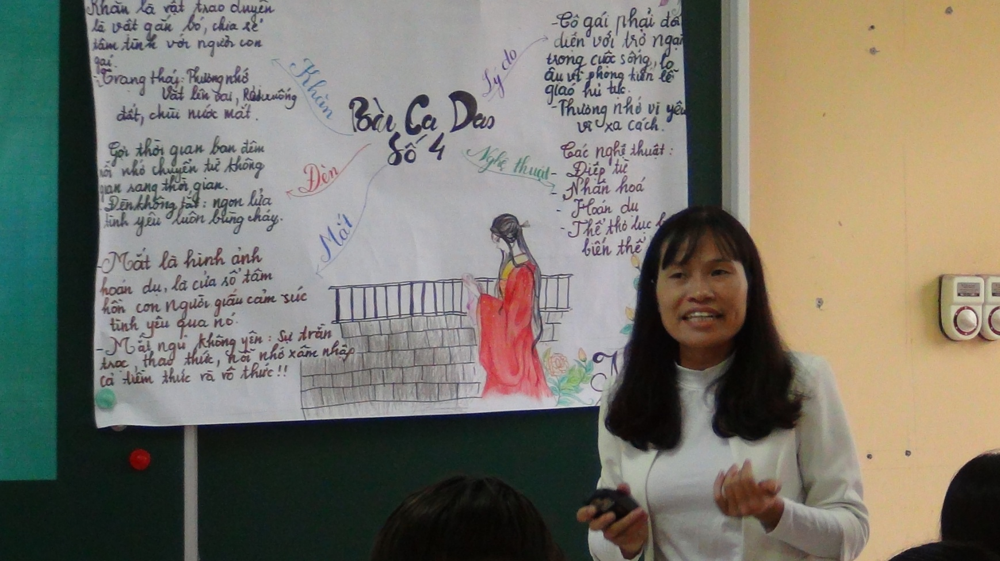 Khăn là vật trao duyên
là vật gắn bó, chia sẻ
tâm tình với người con
gái.
- Trạng thái: Thương nhớ
Vắt lên vai, Rơi xuống
đất, chùi nước mắt.
Khăn
Gợi thời gian ban đêm
nỗi nhớ chuyển từ không
gian sang thời gian.
- Đèn không tắt: ngọn lửa
tình yêu luôn bùng cháy.
Đèn
- Mắt là hình ảnh
hoán dụ, là cửa sổ tâm
hồn con người giấu cảm xúc
tình yêu qua nó.
- Mắt ngủ không yên: Sự trằn
trọc, thao thức, nỗi nhớ xâm nhập
cả tiềm thức và vô thức!!
Mắt
Bài Ca Dao
Số 4
Lý do
- Cô gái phải đối
diện với trở ngại
trong cuộc sống, lo
âu vì phong kiến lễ
giáo hủ tục.
- Thương nhớ vì yêu
vì xa cách.
Nghệ thuật
Các nghệ thuật:
- Điệp từ
- Nhân hoá
- Hoán dụ
- Thể thơ lục b
biến thể